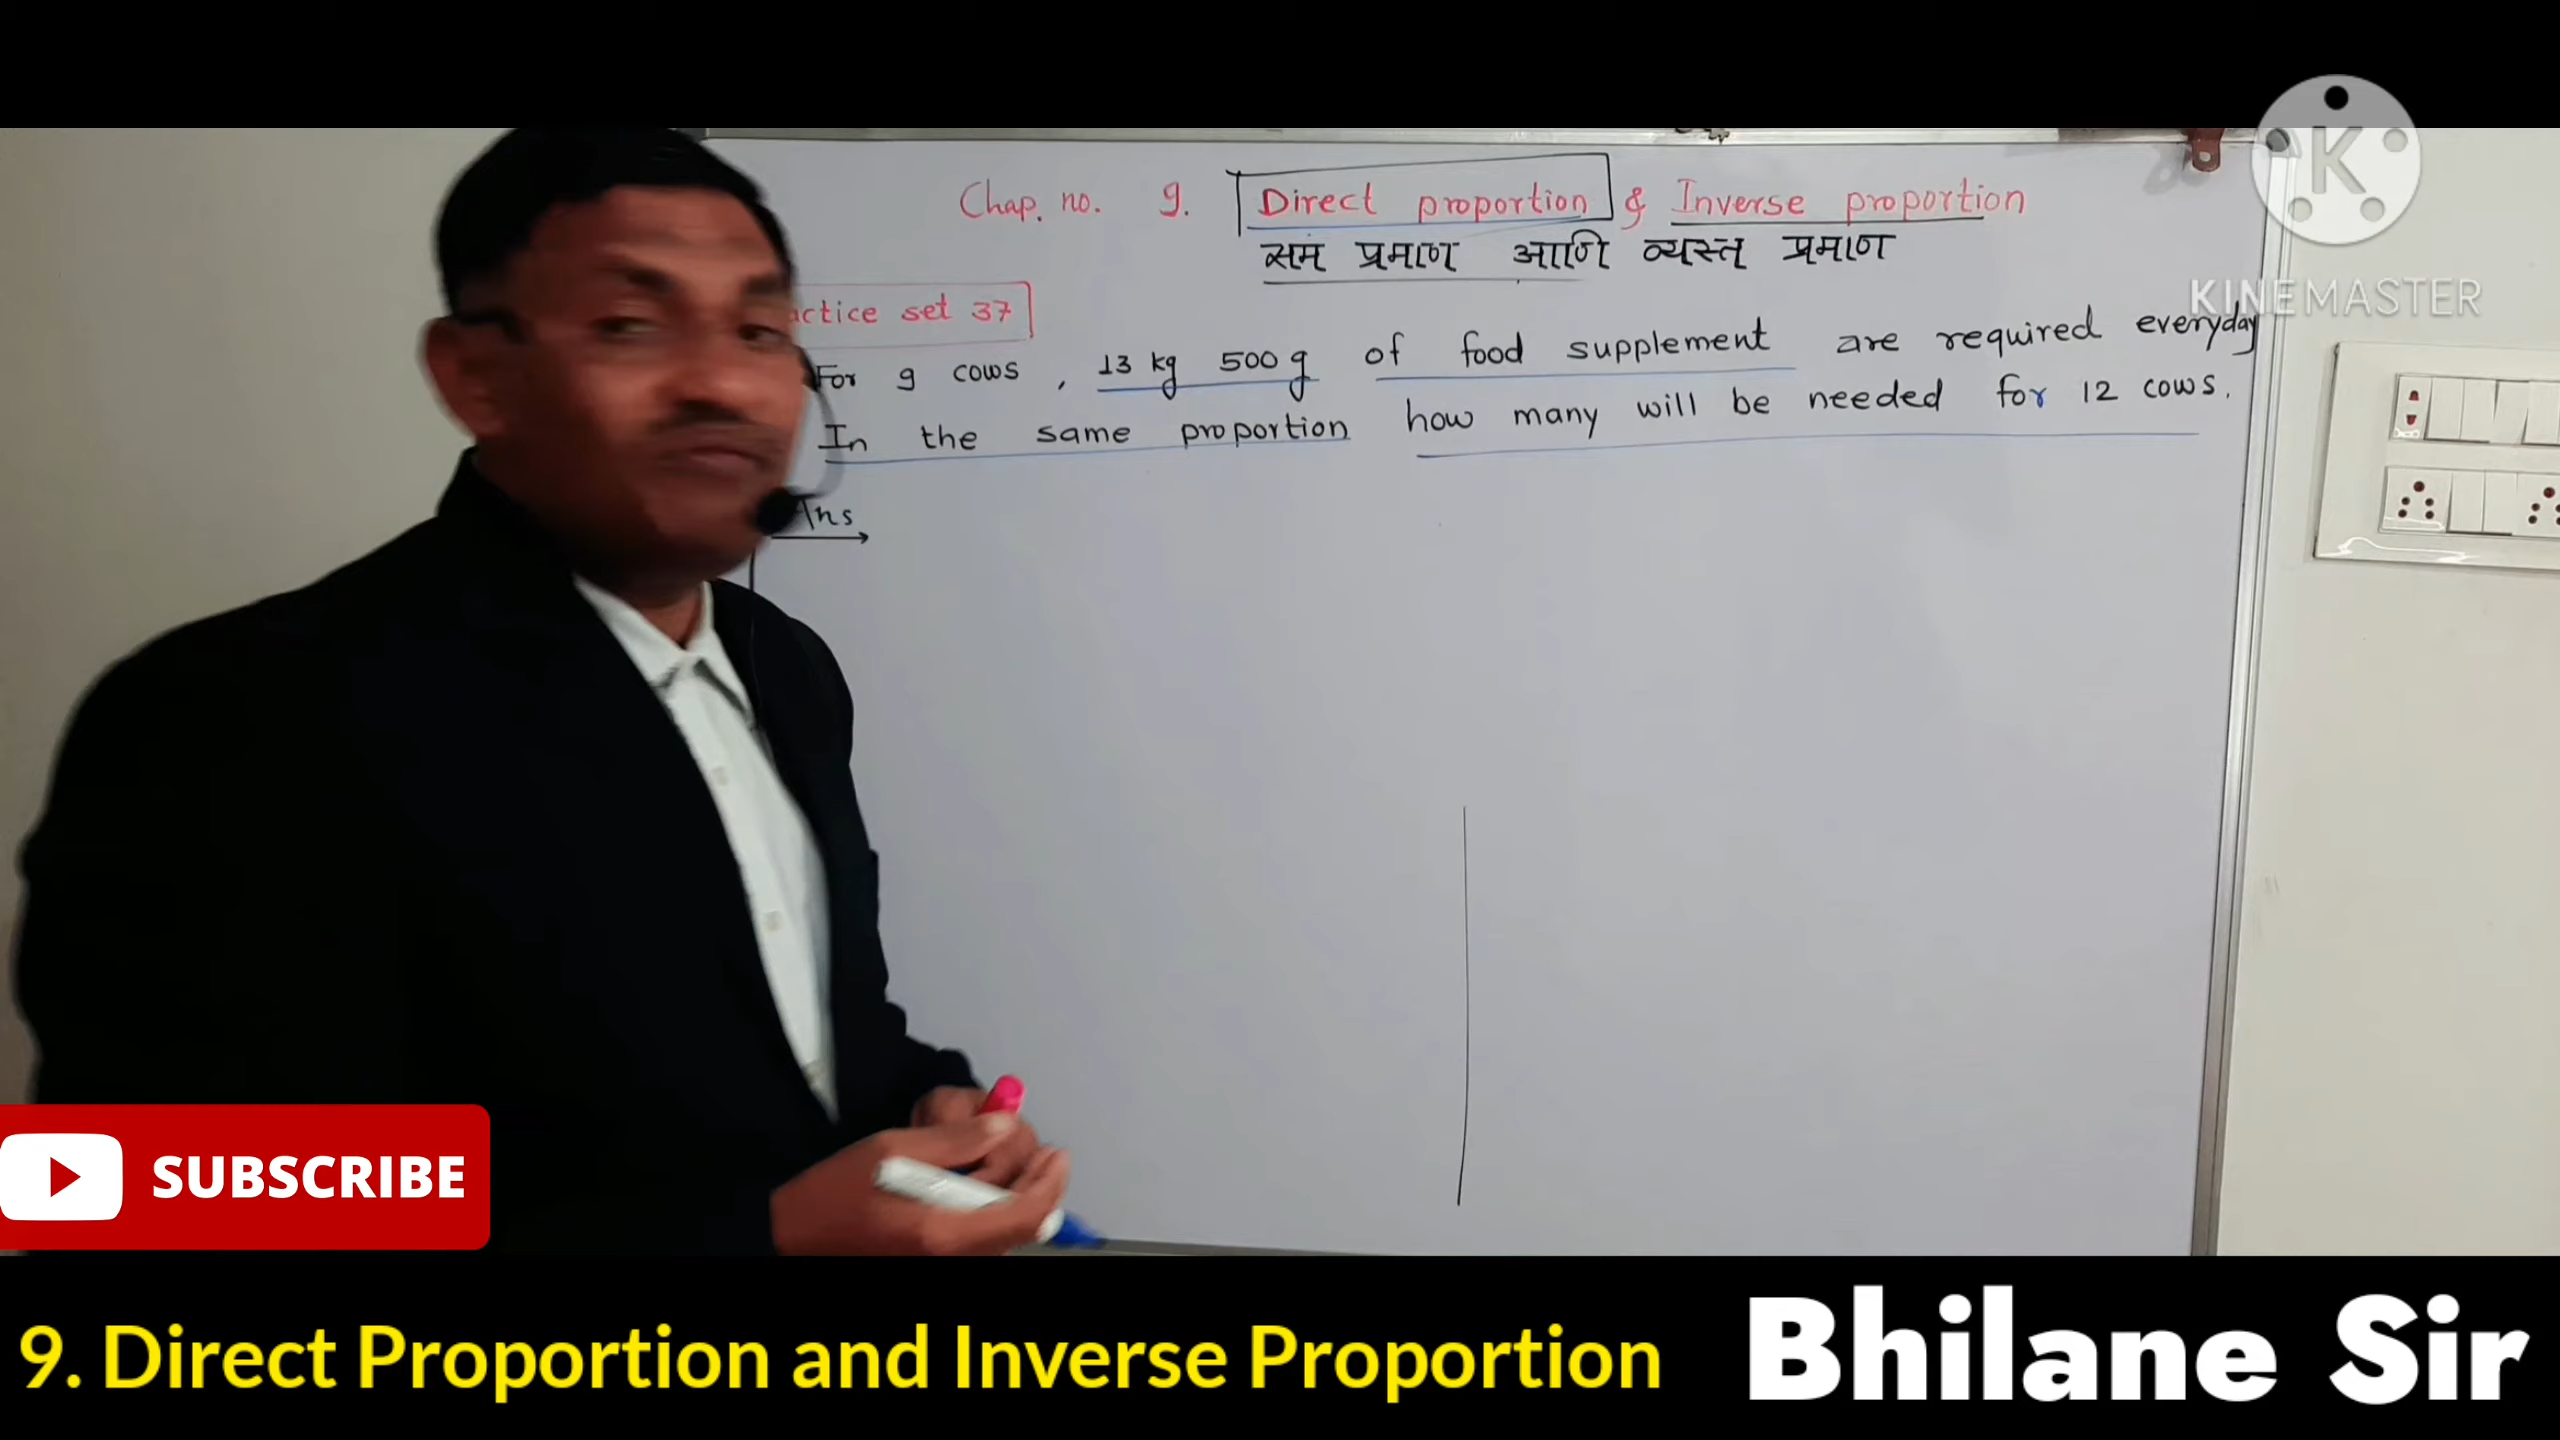 Chap. no. 9. Direct proportion & Inverse proportion
सम प्रमाण आणि व्यस्त प्रमाण
KINEMASTER
actice set 37
For 9 cows , 13 kg 500 g of food supplement are required everyday
In the same proportion how many will be needed for 12 cows.
Ans
SUBSCRIBE
9. Direct Proportion and Inverse Proportion Bhilane Sir